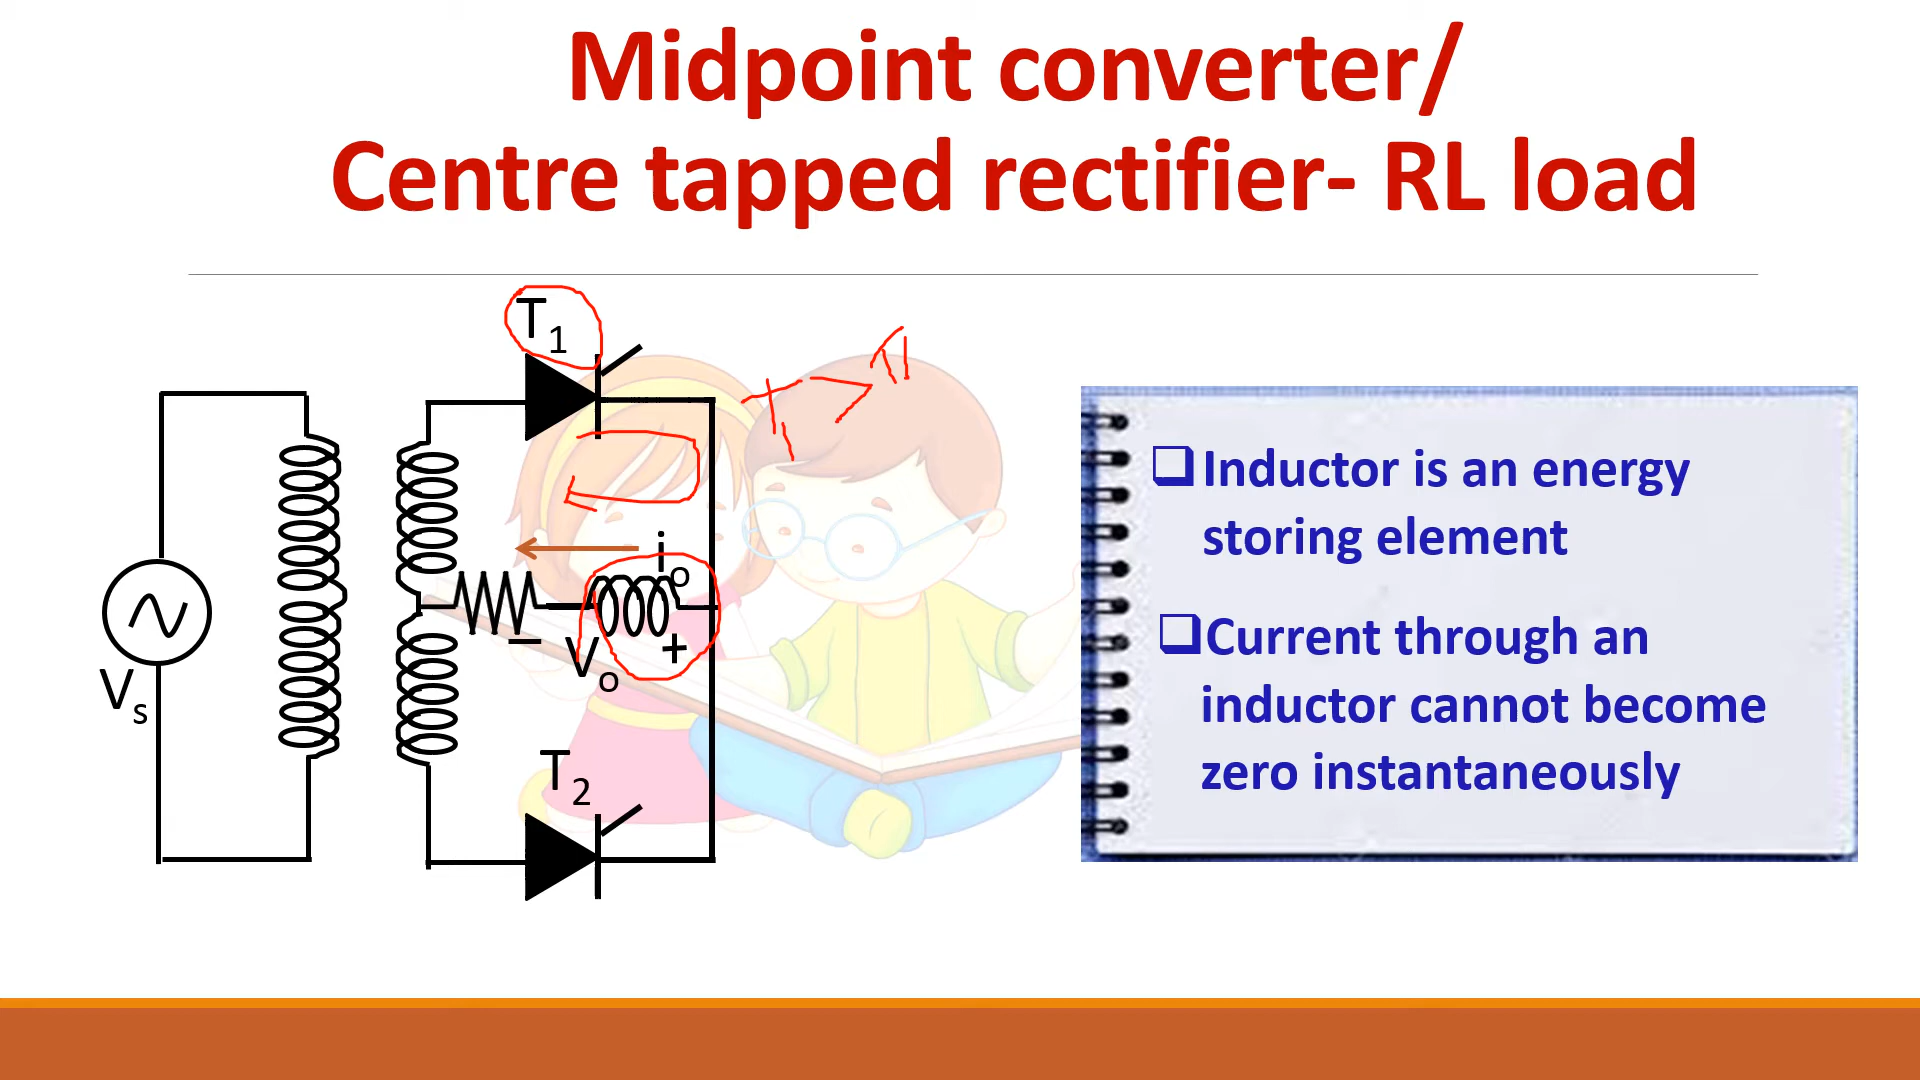 Midpoint converter/
Centre tapped rectifier- RL load
T1
io
Vo
− +
Vs
T2
Inductor is an energy
storing element
Current through an
inductor cannot become
zero instantaneously